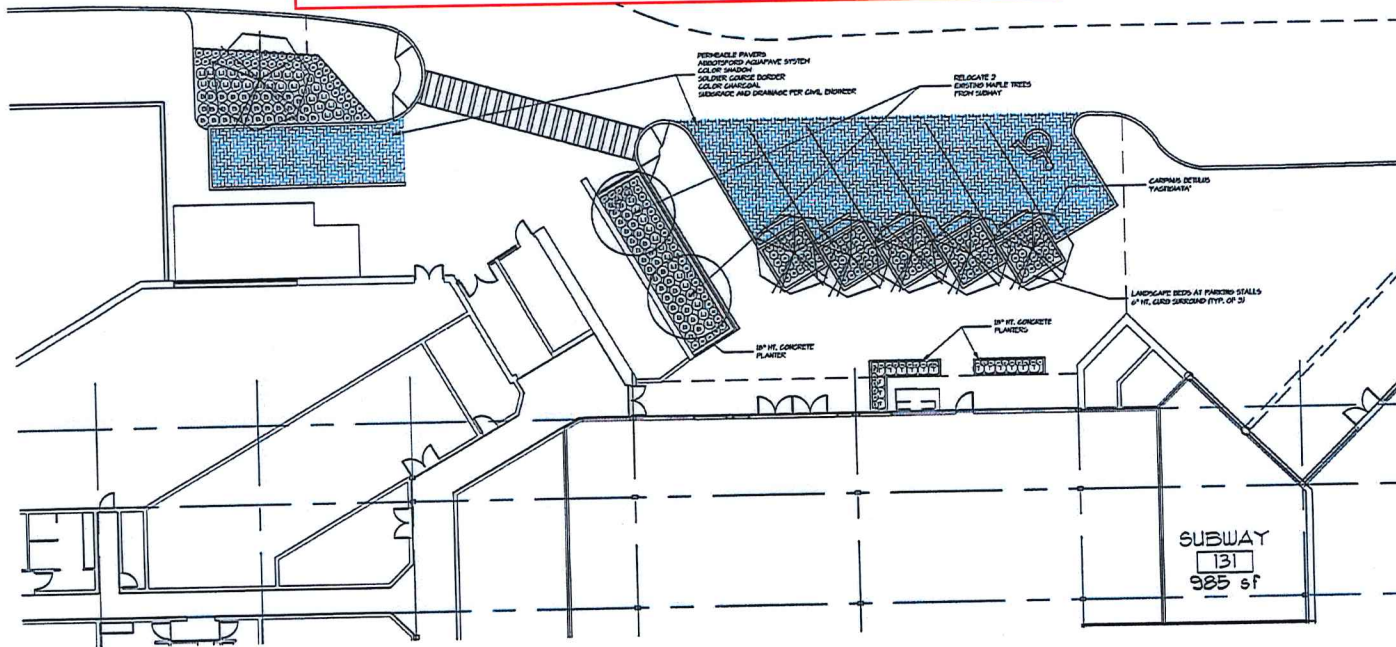 PERMEABLE PAVERS
ABBOTSFORD AQUAPAVE SYSTEM
COLOR SHADOW
SOLDIER COURSE BORDER
COLOR CHARCOAL
SUBGRADE AND DRAINAGE PER CIVIL ENGINEER
RELOCATE 2
EXISTING MAPLE TREES
FROM SUBWAY
CARPINUS BETULUS
'FASTIGIATA'
LANDSCAPE BEDS AT PARKING STALLS
6" HT. CURB SURROUND (TYP. OF 5)
18" HT. CONCRETE
PLANTERS
18" HT. CONCRETE
PLANTER
SUBWAY
131
985 sf